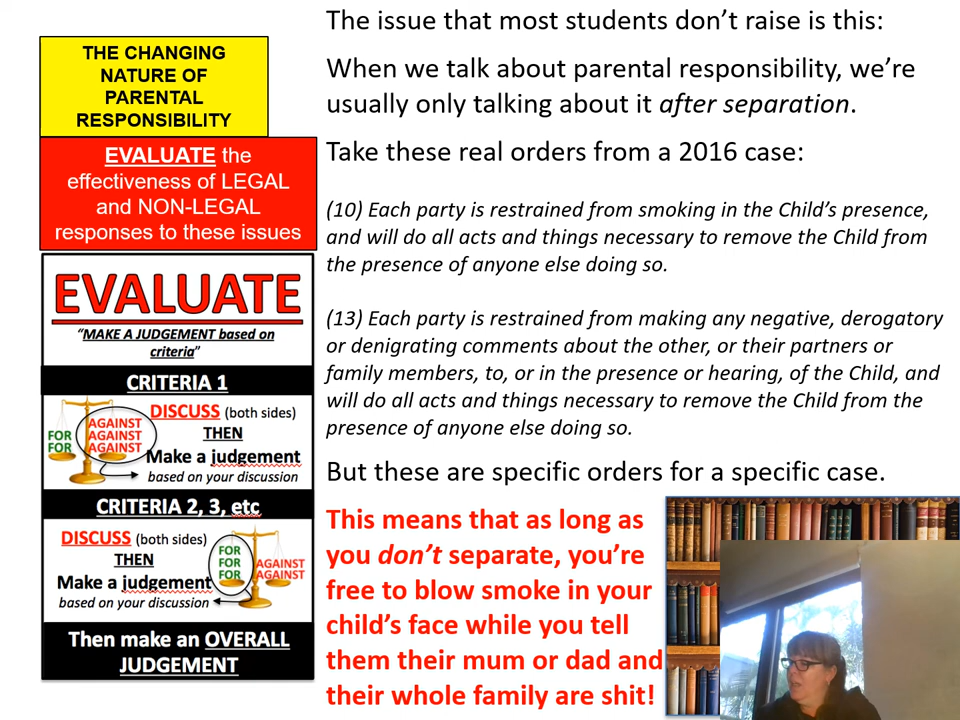 THE CHANGING
NATURE OF
PARENTAL
RESPONSIBILITY
EVALUATE the
effectiveness of LEGAL
and NON-LEGAL
responses to these issues
EVALUATE
“MAKE A JUDGEMENT based on
criteria”
CRITERIA 1
DISCUSS (both sides)
THEN
Make a judgement
based on your discussion
FOR
FOR
AGAINST
AGAINST
AGAINST
CRITERIA 2, 3, etc
DISCUSS (both sides)
THEN
Make a judgement
based on your discussion
FOR
FOR
FOR
AGAINST
AGAINST
Then make an OVERALL
JUDGEMENT
The issue that most students don’t raise is this:
When we talk about parental responsibility, we’re
usually only talking about it after separation.
Take these real orders from a 2016 case:
(10) Each party is restrained from smoking in the Child’s presence,
and will do all acts and things necessary to remove the Child from
the presence of anyone else doing so.
(13) Each party is restrained from making any negative, derogatory
or denigrating comments about the other, or their partners or
family members, to, or in the presence or hearing, of the Child, and
will do all acts and things necessary to remove the Child from the
presence of anyone else doing so.
But these are specific orders for a specific case.
This means that as long as
you don’t separate, you’re
free to blow smoke in your
child’s face while you tell
them their mum or dad and
their whole family are shit!